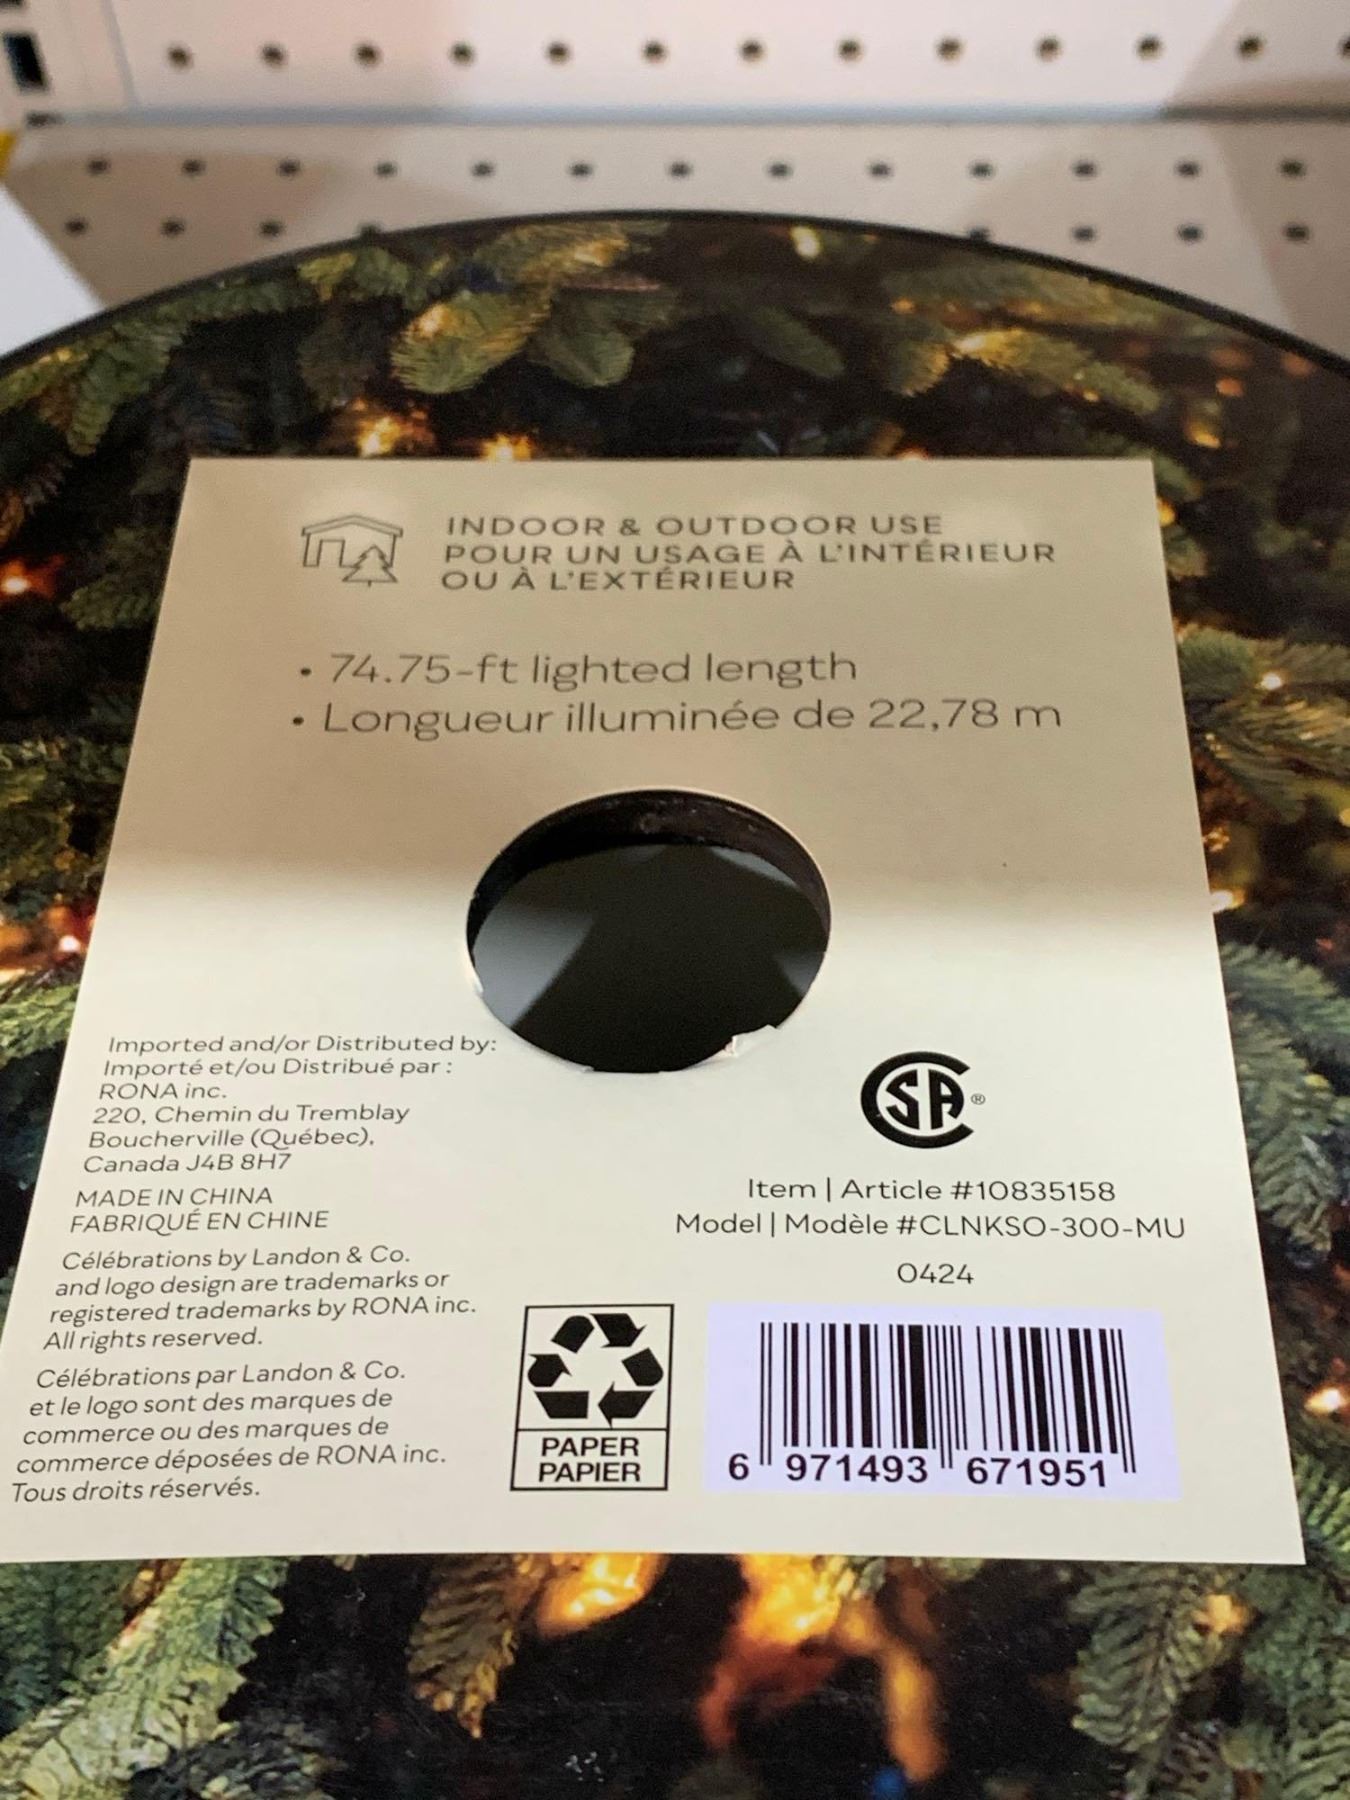 INDOOR & OUTDOOR USE
POUR UN USAGE À L'INTÉRIEUR
OU À L'EXTÉRIEUR
• 74.75-ft lighted length
• Longueur illuminée de 22,78 m
Imported and/or Distributed by:
Importé et/ou Distribué par :
RONA inc.
220, Chemin du Tremblay
Boucherville (Québec),
Canada J4B 8H7
MADE IN CHINA
FABRIQUÉ EN CHINE
Célébrations by Landon & Co.
and logo design are trademarks or
registered trademarks by RONA inc.
All rights reserved.
Célébrations par Landon & Co.
et le logo sont des marques de
commerce ou des marques de
commerce déposées de RONA inc.
Tous droits réservés.
CSA®
Item | Article #10835158
Model | Modèle #CLNKSO-300-MU
0424
PAPER
PAPIER
6 971493 671951